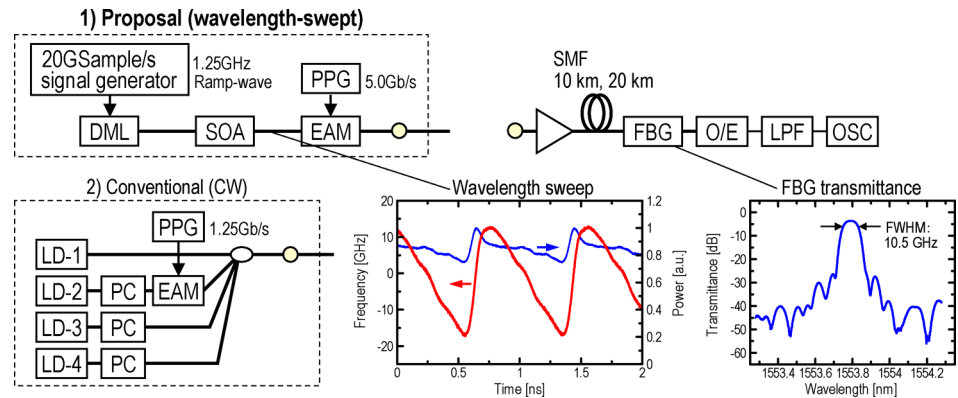 1) Proposal (wavelength-swept)
20GSample/s
signal generator
1.25GHz
Ramp-wave
PPG
5.0Gb/s
DML
SOA
EAM
SMF
10 km, 20 km
FBG
O/E
LPF
OSC
2) Conventional (CW)
PPG
1.25Gb/s
LD-1
LD-2
PC
EAM
LD-3
PC
LD-4
PC
Wavelength sweep
Frequency [GHz]
20
10
0
-10
-20
0
0.5
1
1.5
2
Time [ns]
1.2
1
0.8
0.6
0.4
0.2
0
Power [a.u.]
FBG transmittance
Transmittance [dB]
0
-10
-20
-30
-40
-50
-60
FWHM:
10.5 GHz
1553.4
1553.6
1553.8
1554
1554.2
Wavelength [nm]